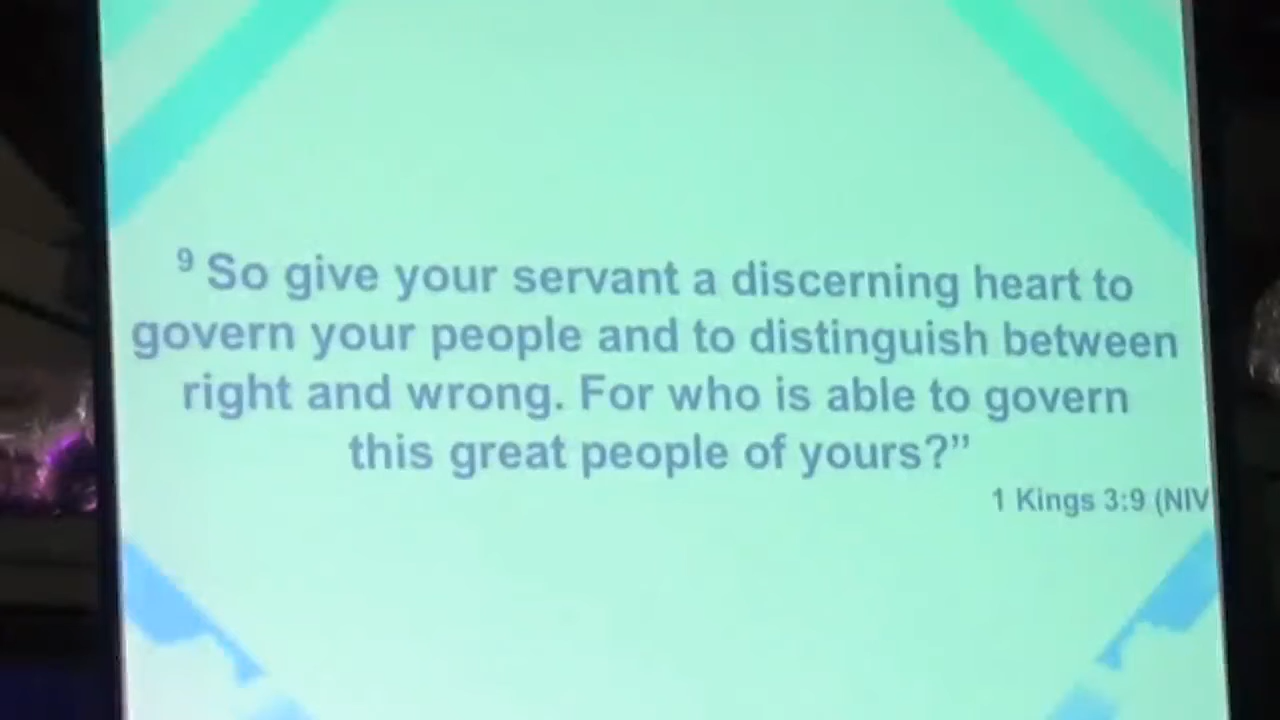 9 So give your servant a discerning heart to
govern your people and to distinguish between
right and wrong. For who is able to govern
this great people of yours?”
1 Kings 3:9 (NIV